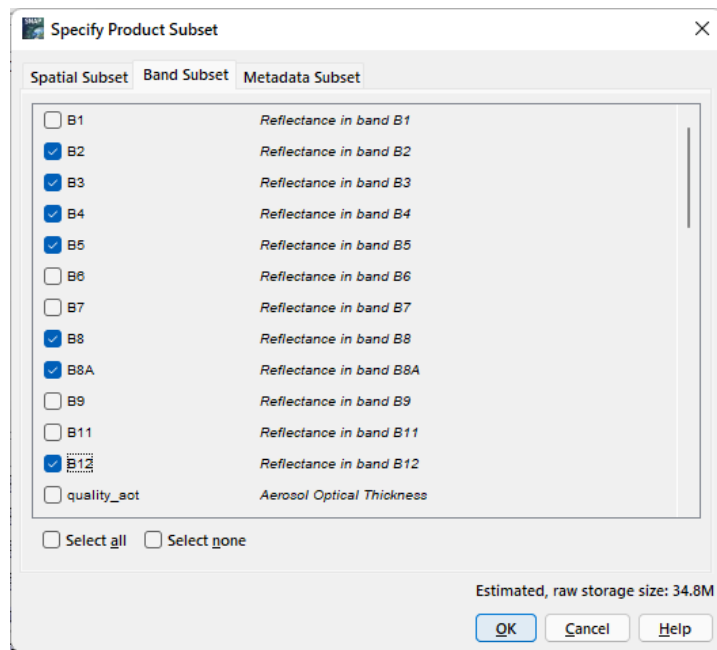 SNAP
Specify Product Subset
Spatial Subset Band Subset Metadata Subset
B1 Reflectance in band B1
B2 Reflectance in band B2
B3 Reflectance in band B3
B4 Reflectance in band B4
B5 Reflectance in band B5
B6 Reflectance in band B6
B7 Reflectance in band B7
B8 Reflectance in band B8
B8A Reflectance in band B8A
B9 Reflectance in band B9
B11 Reflectance in band B11
B12 Reflectance in band B12
quality_aot Aerosol Optical Thickness
Select all Select none
Estimated, raw storage size: 34.8M
OK Cancel Help